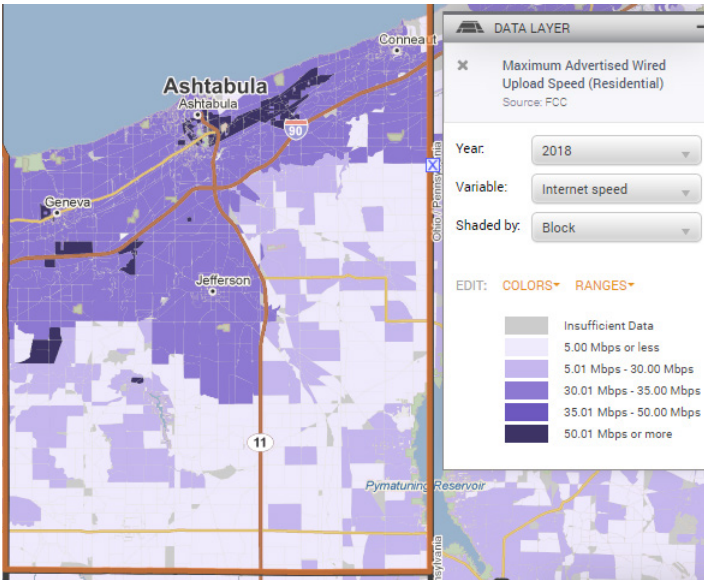 Conneaut
Ashtabula
Ashtabula
90
Ohio / Pennsylvania
Geneva
Jefferson
11
Pymatuning Reservoir
DATA LAYER
Maximum Advertised Wired
Upload Speed (Residential)
Source: FCC
Year:
2018
Variable:
Internet speed
Shaded by:
Block
EDIT: COLORS RANGES
Insufficient Data
5.00 Mbps or less
5.01 Mbps - 30.00 Mbps
30.01 Mbps - 35.00 Mbps
35.01 Mbps - 50.00 Mbps
50.01 Mbps or more